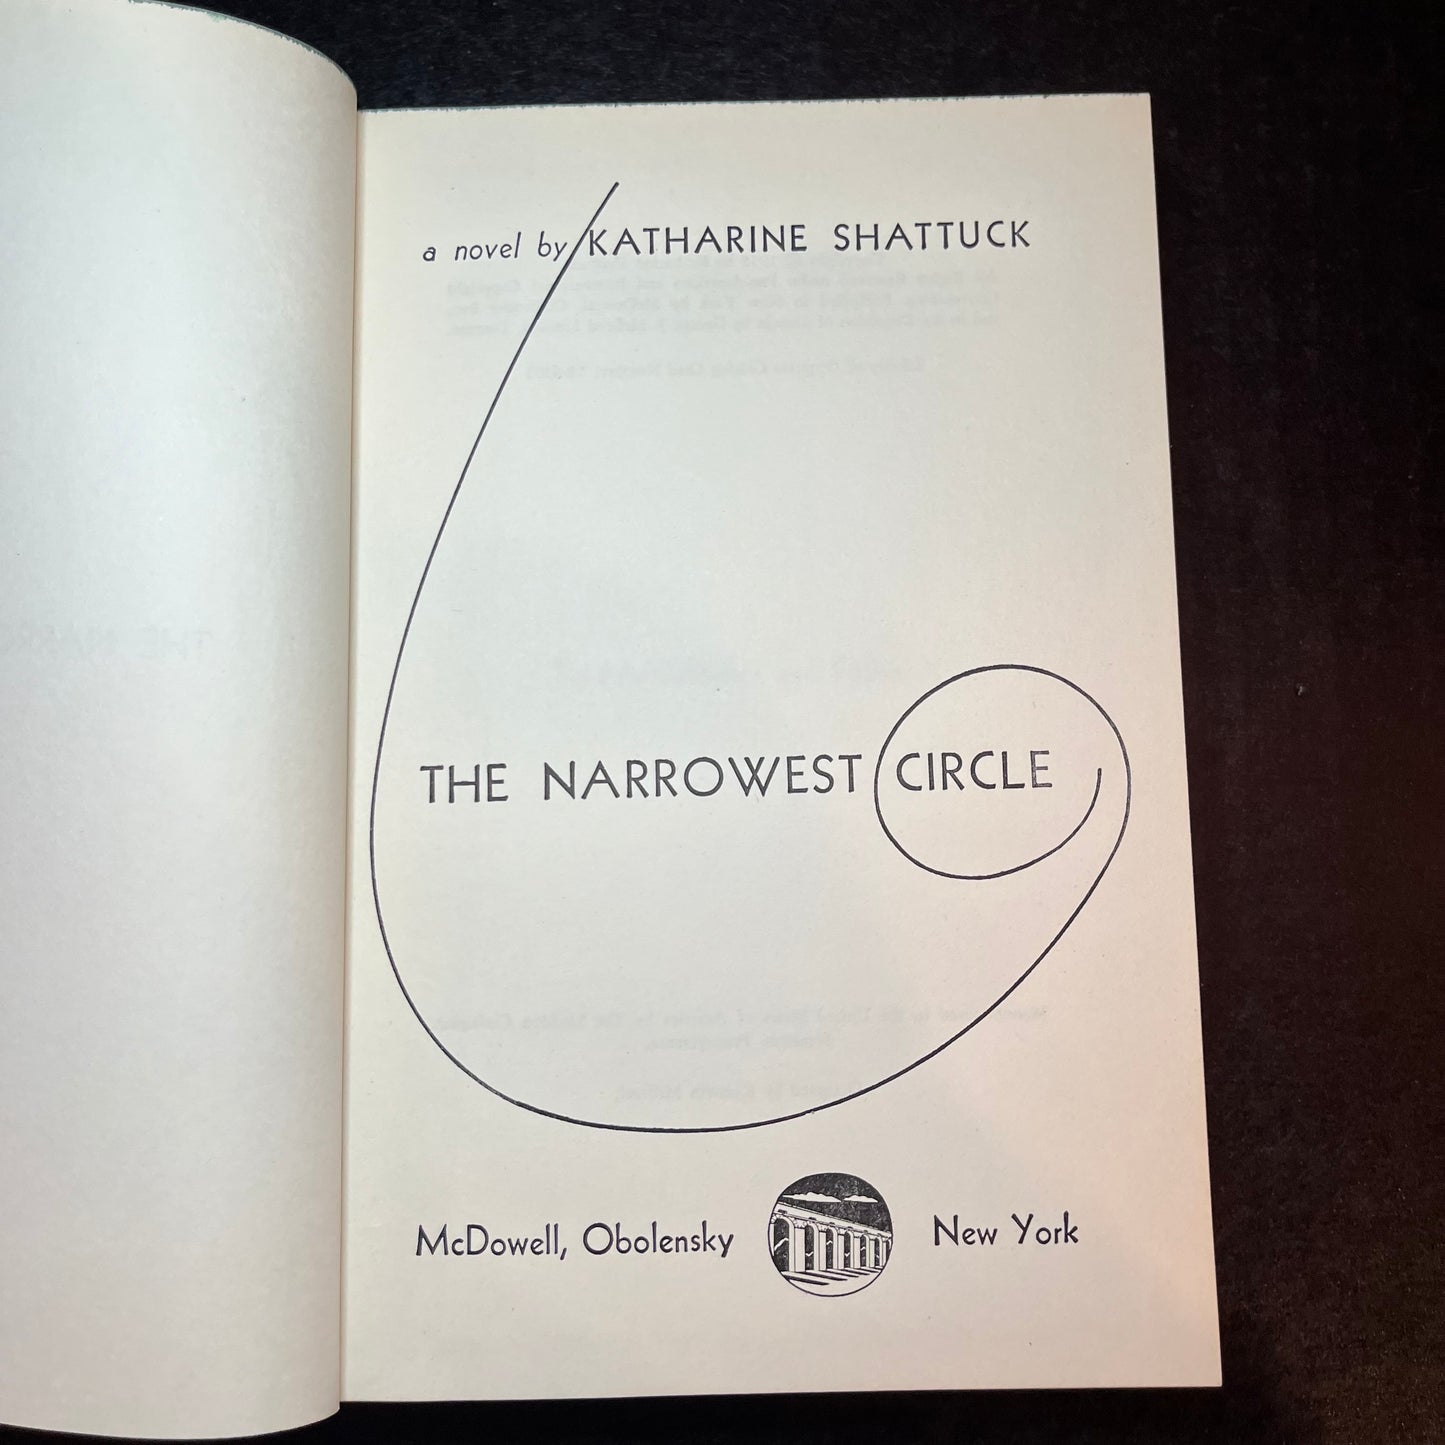 a novel by KATHARINE SHATTUCK
THE NARROWEST CIRCLE
McDowell, Obolensky New York